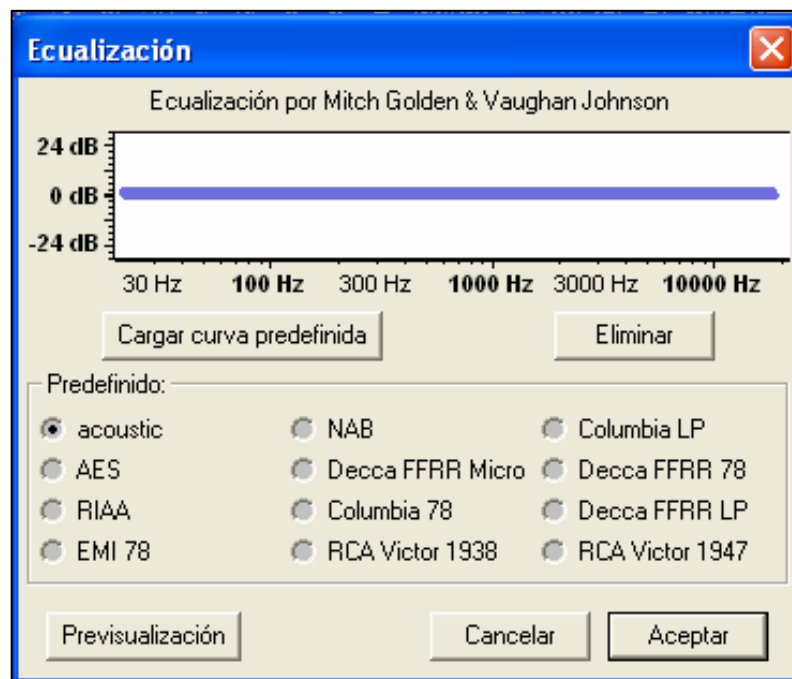 Ecualización
Ecualización por Mitch Golden & Vaughan Johnson
24 dB
0 dB
-24 dB
30 Hz 100 Hz 300 Hz 1000 Hz 3000 Hz 10000 Hz
Cargar curva predefinida Eliminar
Predefinido:
acoustic NAB Columbia LP
AES Decca FFRR Micro Decca FFRR 78
RIAA Columbia 78 Decca FFRR LP
EMI 78 RCA Victor 1938 RCA Victor 1947
Previsualización Cancelar Aceptar